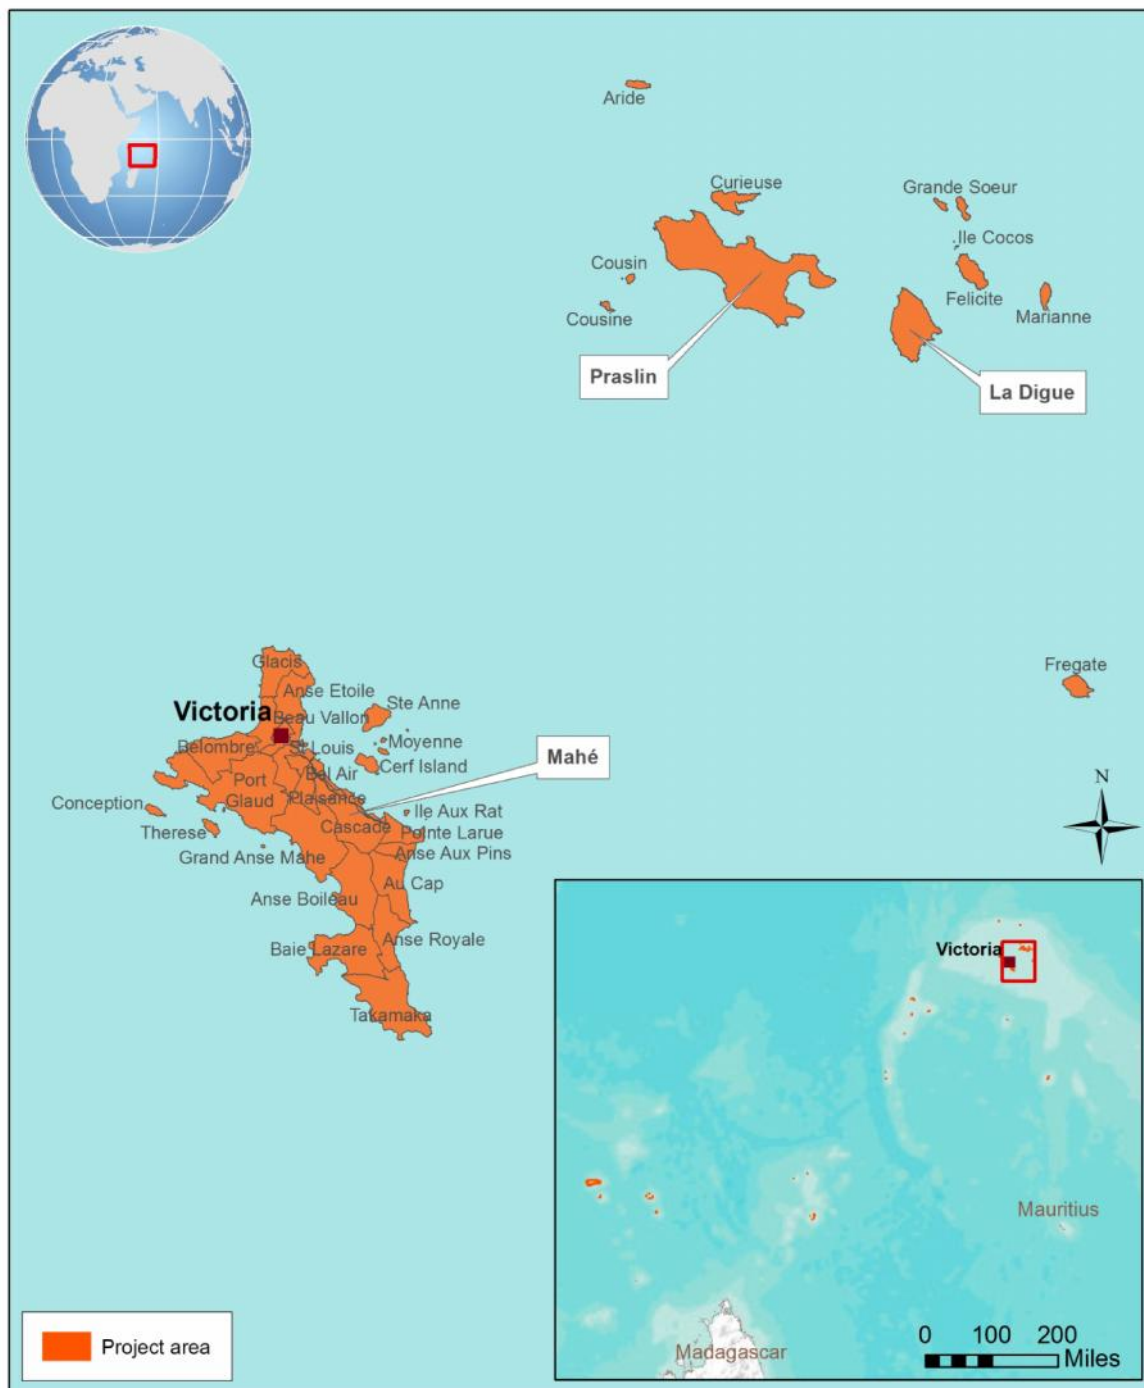 Aride
Curieuse
Grande Soeur
Ile Cocos
Cousin
Felicite
Cousine
Marianne
Praslin
La Digue
Fregate
Glacis
Anse Etoile
Ste Anne
Victoria
Beau Vallon
Moyenne
Belombre
St Louis
Mahé
Cerf Island
Bel Air
Port
Glaud
Plaisance
Conception
Ile Aux Rat
Therese
Cascade
Pointe Larue
Grand Anse Mahe
Anse Aux Pins
Au Cap
Anse Boileau
Anse Royale
Baie Lazare
Takamaka
N
Victoria
Mauritius
Madagascar
0 100 200
Miles
Project area